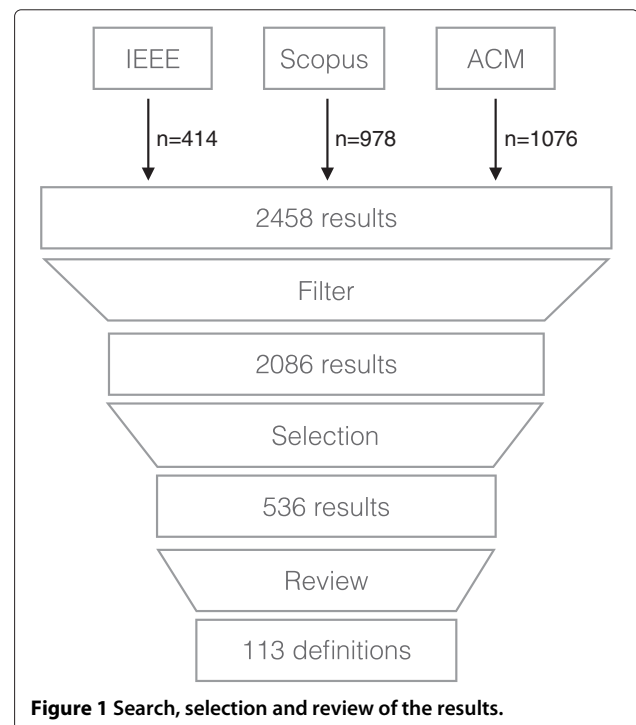 IEEE Scopus ACM
n=414 n=978 n=1076
2458 results
Filter
2086 results
Selection
536 results
Review
113 definitions
Figure 1 Search, selection and review of the results.